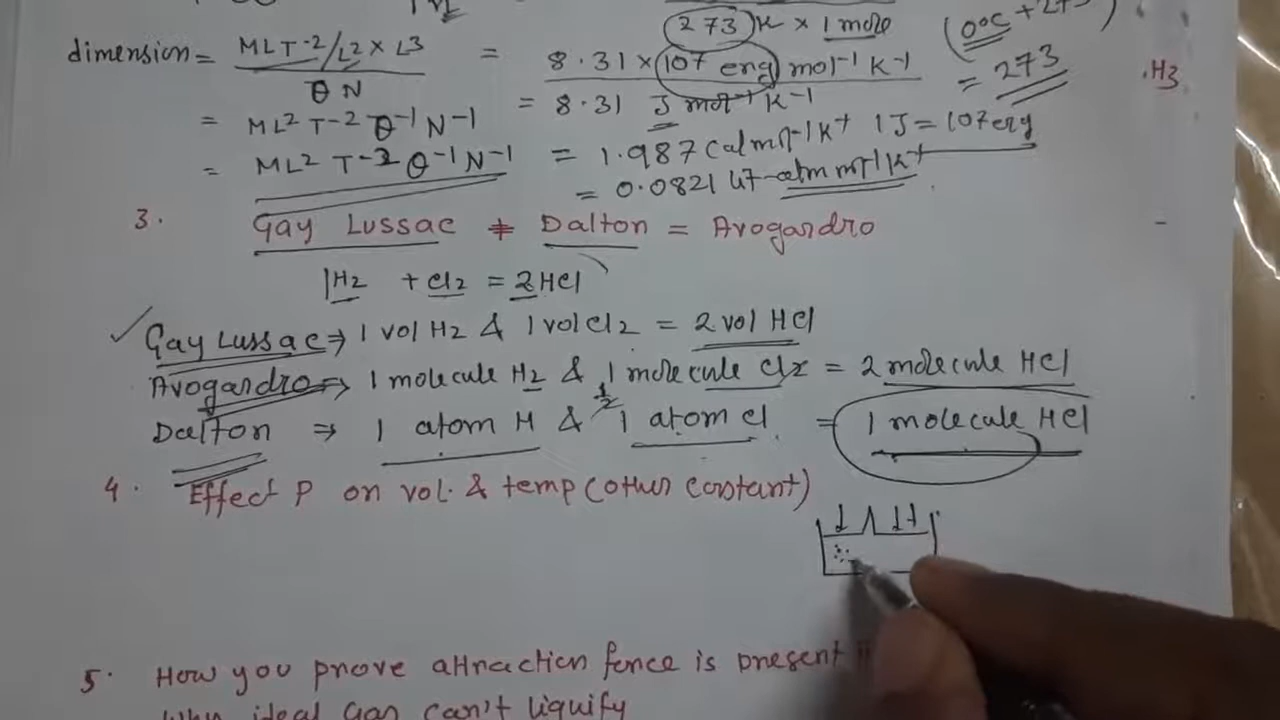 273 K × 1 mole
(0°C + 273)
dimension = MLT-2/L2 × L3 = 8.31 × 107 erg mol-1 K-1 = 273
θ N
.H3
= ML2 T-2 θ-1 N-1 = 8.31 J mol-1 K-1
= ML2 T-2 θ-1 N-1 = 1.987 Cal mol-1 K-1 1J = 107 erg
= 0.0821 lit-atm mol-1 K-1
3. Gay Lussac ≠ Dalton = Avogardro
1H2 + Cl2 = 2HCl
Gay Lussac ⇒ 1 vol H2 & 1 vol Cl2 = 2 vol HCl
Avogardro ⇒ 1 molecule H2 & 1 molecule Cl2 = 2 molecule HCl
Dalton ⇒ 1 atom H & 1 atom Cl = 1 molecule HCl
4. Effect P on vol. & temp (other constant)
5. How you prove attraction force is present
Why ideal gas can't liquify